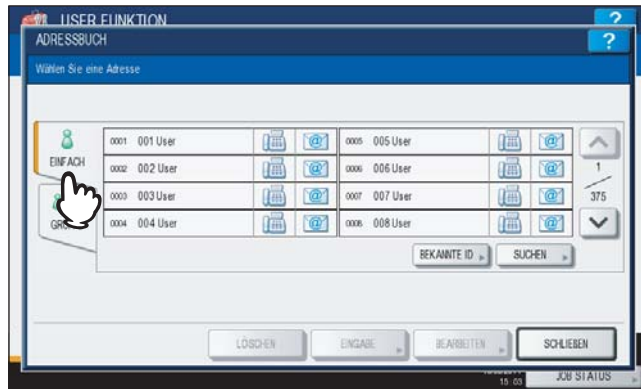 USER FUNKTION
?
ADRESSBUCH
?
Wählen Sie eine Adresse
EINFACH
0001 001 User
0005 005 User
0002 002 User
0006 006 User
1
0003 003 User
0007 007 User
375
0004 004 User
0008 008 User
BEKANNTE ID
SUCHEN
LÖSCHEN
EINGABE
BEARBEITEN
SCHLIEßEN
15:03
JOB STATUS